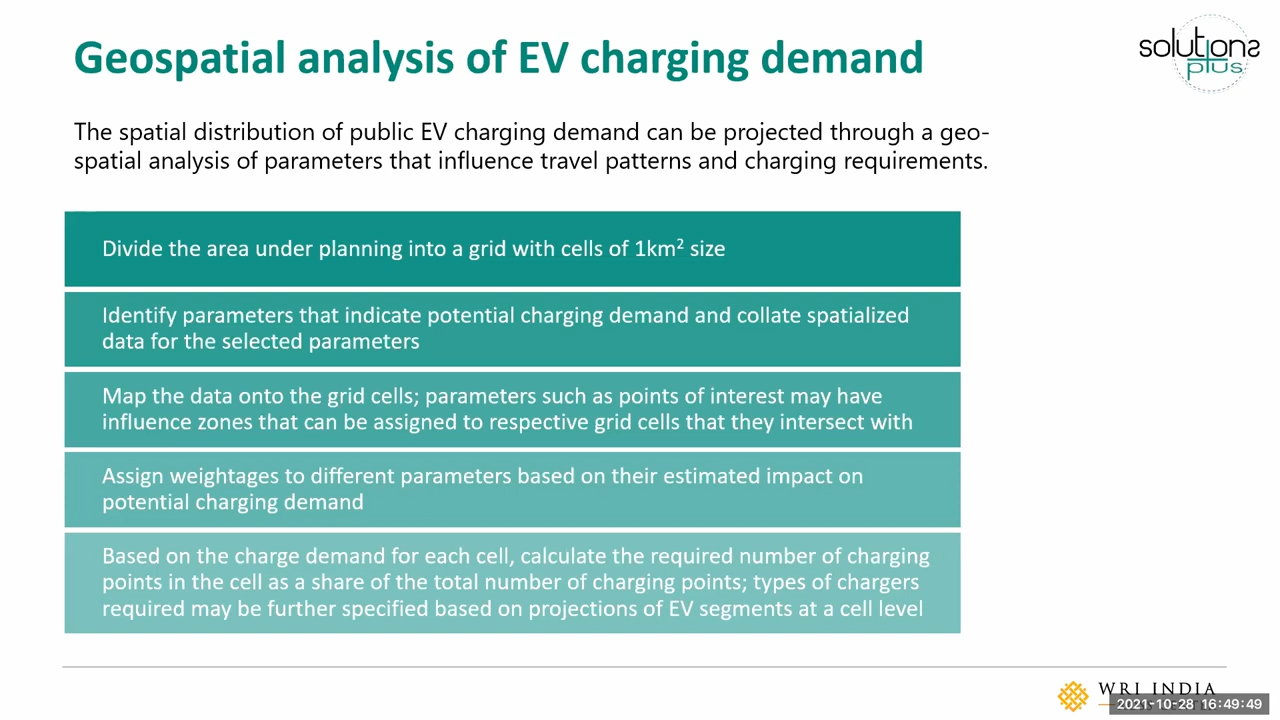 Geospatial analysis of EV charging demand
solutions
plus
The spatial distribution of public EV charging demand can be projected through a geo-
spatial analysis of parameters that influence travel patterns and charging requirements.
Divide the area under planning into a grid with cells of 1km² size
Identify parameters that indicate potential charging demand and collate spatialized
data for the selected parameters
Map the data onto the grid cells; parameters such as points of interest may have
influence zones that can be assigned to respective grid cells that they intersect with
Assign weightages to different parameters based on their estimated impact on
potential charging demand
Based on the charge demand for each cell, calculate the required number of charging
points in the cell as a share of the total number of charging points; types of chargers
required may be further specified based on projections of EV segments at a cell level
WRI INDIA
2021-10-28 16:49:49